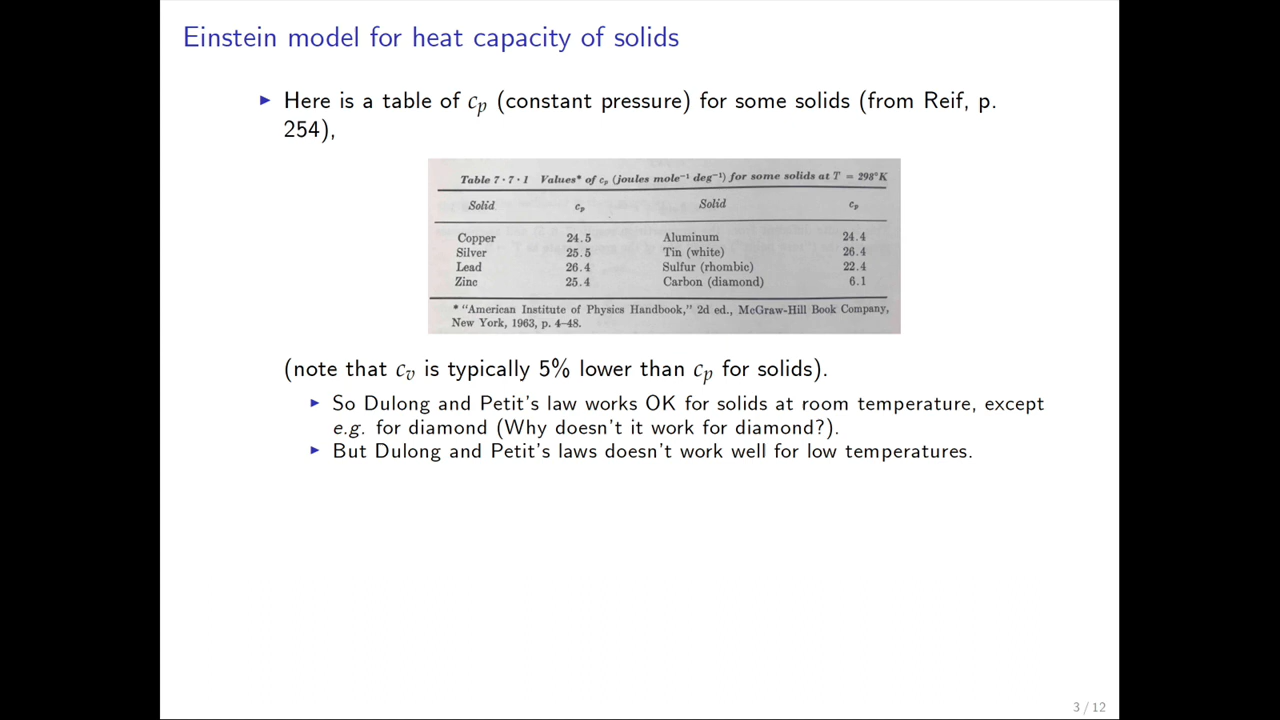 Einstein model for heat capacity of solids
▶ Here is a table of cp (constant pressure) for some solids (from Reif, p.
254),
Table 7·7·1 Values* of cp (joules mole⁻¹ deg⁻¹) for some solids at T = 298°K
Solid cp Solid cp
Copper 24.5 Aluminum 24.4
Silver 25.5 Tin (white) 26.4
Lead 26.4 Sulfur (rhombic) 22.4
Zinc 25.4 Carbon (diamond) 6.1
* "American Institute of Physics Handbook," 2d ed., McGraw-Hill Book Company,
New York, 1963, p. 4–48.
(note that cv is typically 5% lower than cp for solids).
▶ So Dulong and Petit's law works OK for solids at room temperature, except
e.g. for diamond (Why doesn't it work for diamond?).
▶ But Dulong and Petit's laws doesn't work well for low temperatures.
3 / 12